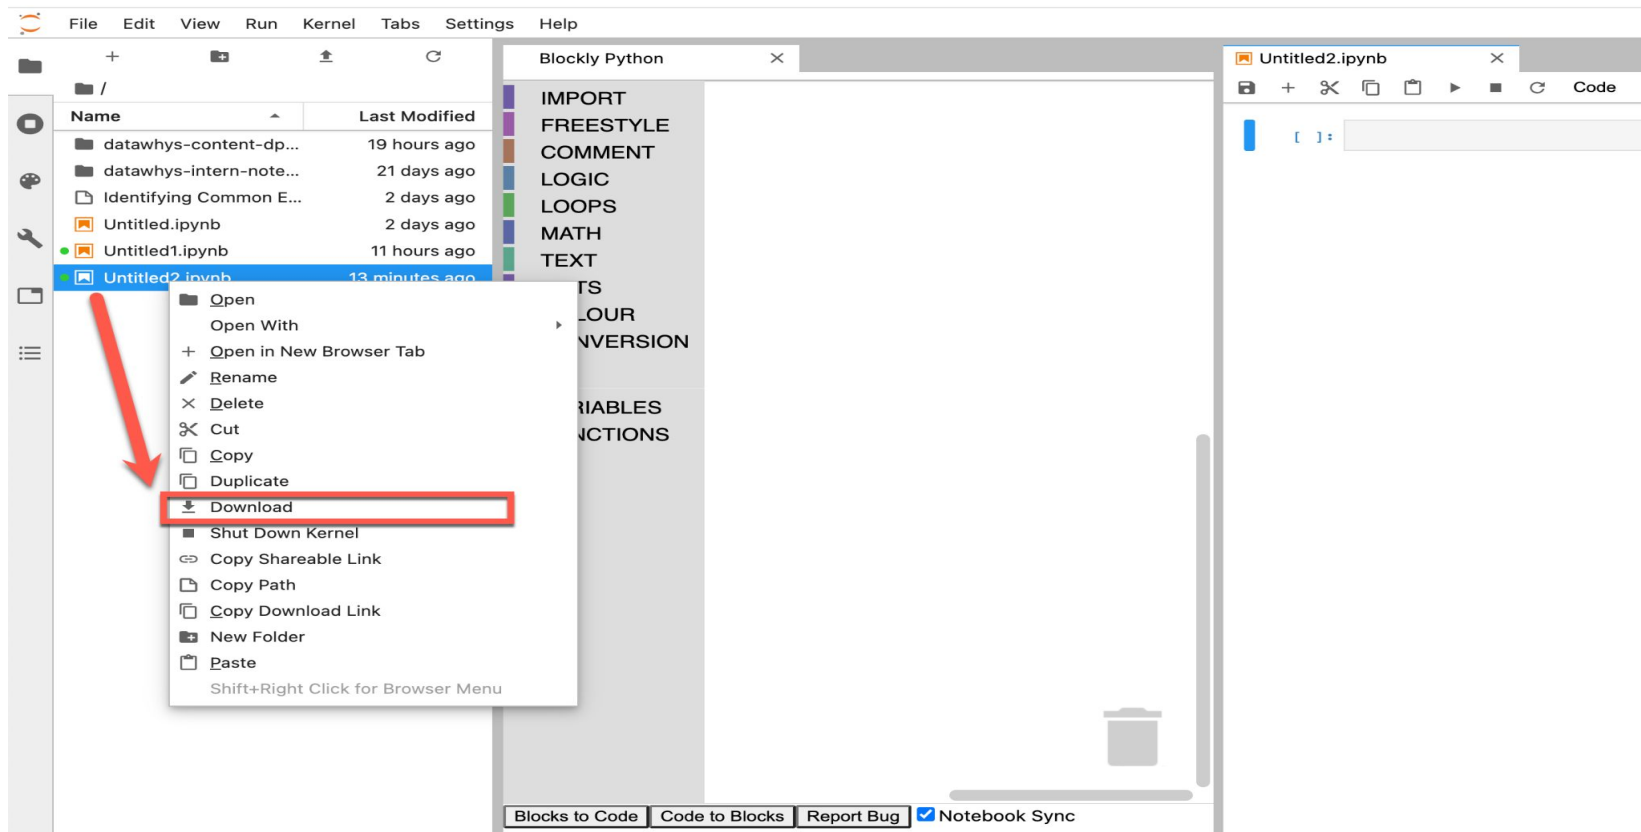 File Edit View Run Kernel Tabs Settings Help
Blockly Python
Untitled2.ipynb
/
Code
Name Last Modified
datawhys-content-dp... 19 hours ago
datawhys-intern-note... 21 days ago
Identifying Common E... 2 days ago
Untitled.ipynb 2 days ago
Untitled1.ipynb 11 hours ago
Untitled2.ipynb 13 minutes ago
Open
Open With
Open in New Browser Tab
Rename
Delete
Cut
Copy
Duplicate
Download
Shut Down Kernel
Copy Shareable Link
Copy Path
Copy Download Link
New Folder
Paste
Shift+Right Click for Browser Menu
IMPORT
FREESTYLE
COMMENT
LOGIC
LOOPS
MATH
TEXT
TS
LOUR
NVERSION
RIABLES
NCTIONS
Blocks to Code Code to Blocks Report Bug Notebook Sync
[ ]: